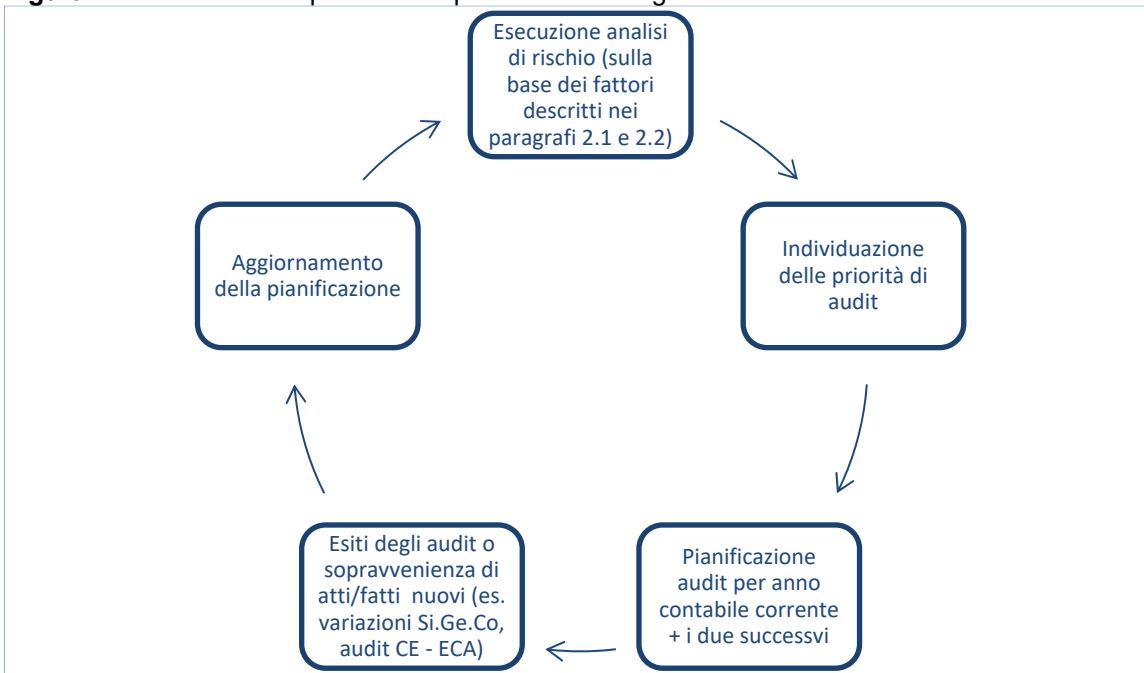 Esecuzione analisi
di rischio (sulla
base dei fattori
descritti nei
paragrafi 2.1 e 2.2)
Individuazione
delle priorità di
audit
Pianificazione
audit per anno
contabile corrente
+ i due successvi
Esiti degli audit o
sopravvenienza di
atti/fatti nuovi (es.
variazioni Si.Ge.Co,
audit CE - ECA)
Aggiornamento
della pianificazione